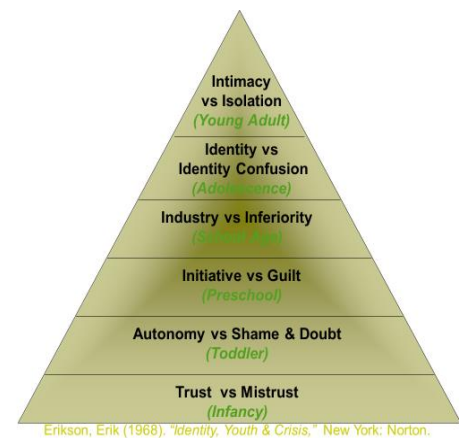 Intimacy
vs Isolation
(Young Adult)
Identity vs
Identity Confusion
(Adolescence)
Industry vs Inferiority
(School Age)
Initiative vs Guilt
(Preschool)
Autonomy vs Shame & Doubt
(Toddler)
Trust vs Mistrust
(Infancy)
Erikson, Erik (1968). "Identity, Youth & Crisis," New York: Norton.